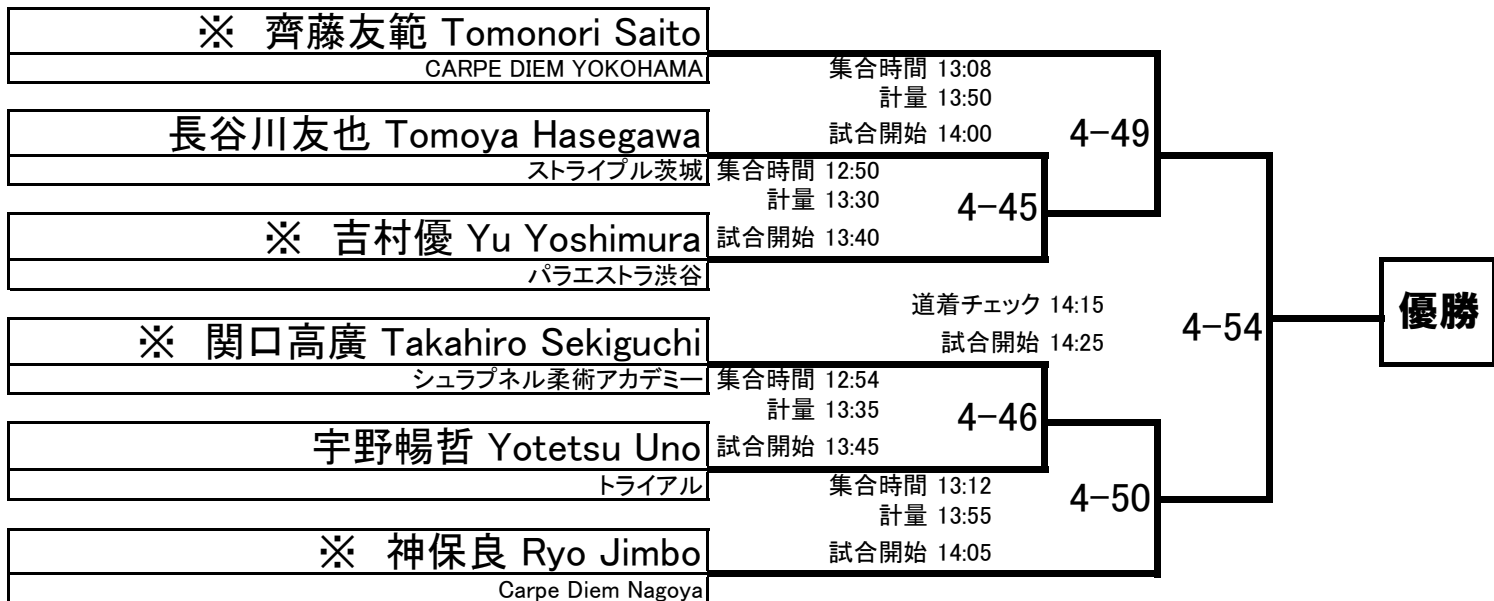 ※ 齊藤友範 Tomonori Saito
CARPE DIEM YOKOHAMA
集合時間 13:08
計量 13:50
試合開始 14:00
4-49
長谷川友也 Tomoya Hasegawa
ストライプル茨城
集合時間 12:50
計量 13:30
試合開始 13:40
4-45
※ 吉村優 Yu Yoshimura
パラエストラ渋谷
道着チェック 14:15
試合開始 14:25
4-54
優勝
※ 関口高廣 Takahiro Sekiguchi
シュラプネル柔術アカデミー
集合時間 12:54
計量 13:35
試合開始 13:45
4-46
宇野暢哲 Yotetsu Uno
トライアル
集合時間 13:12
計量 13:55
試合開始 14:05
4-50
※ 神保良 Ryo Jimbo
Carpe Diem Nagoya